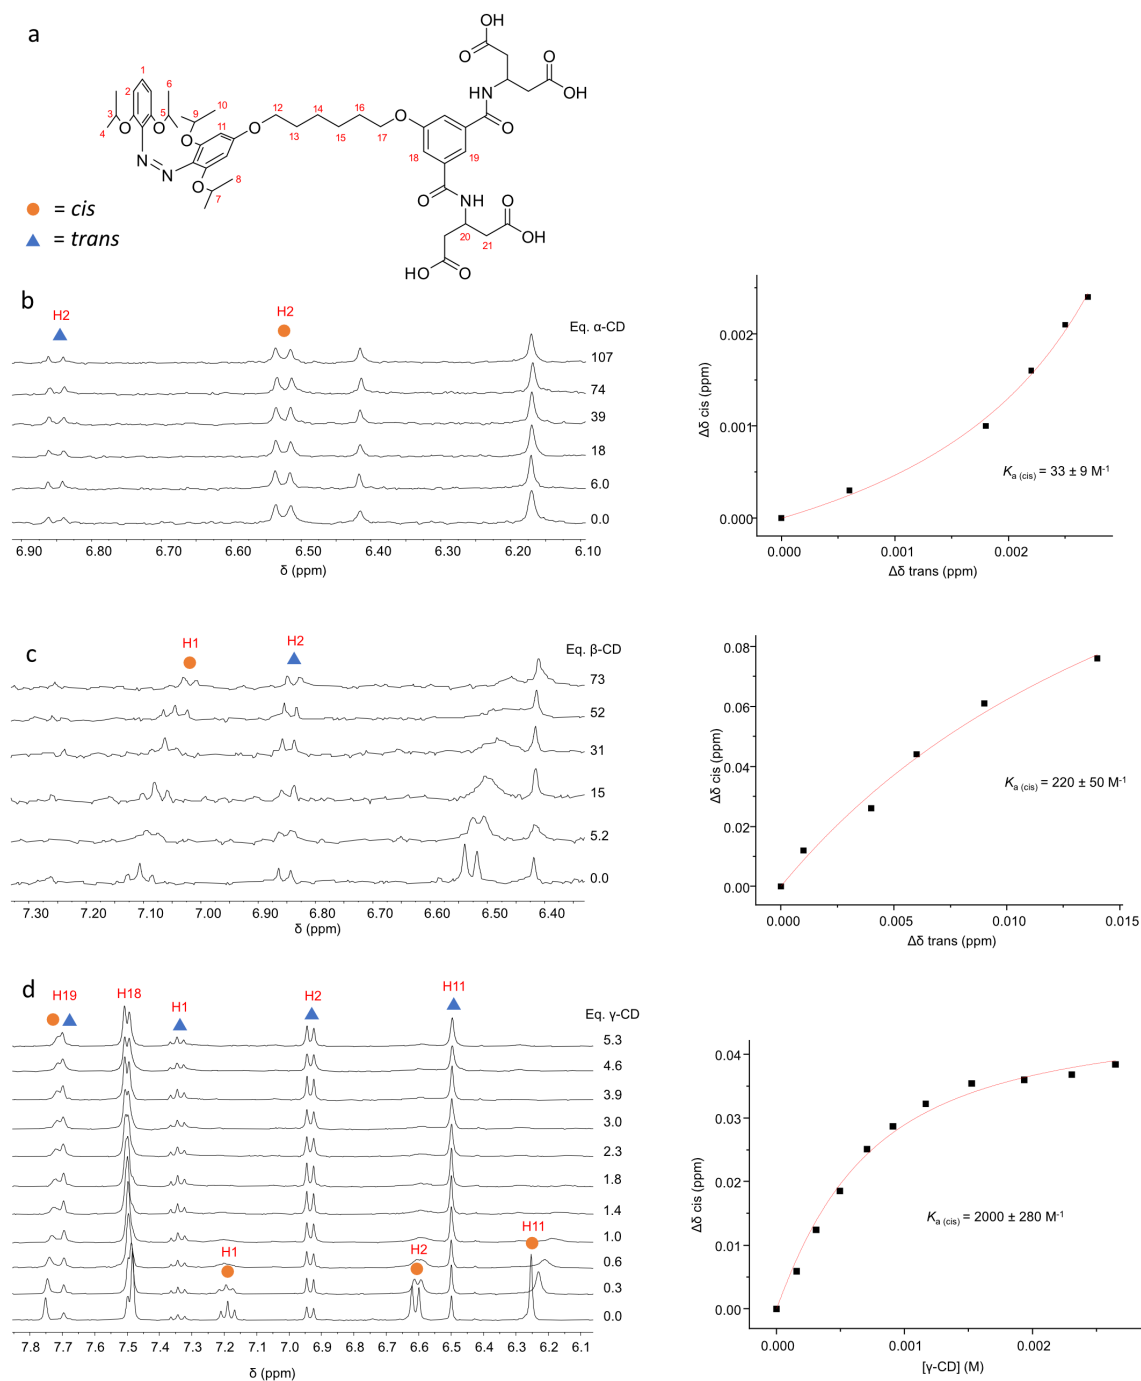 a
OH
O
O
OH
NH
O
1
2
6
3
5
9
10
4
O
O
O
11
O
12
14
16
O
13
15
17
18
19
N
N
O
8
7
O
NH
O
OH
20
21
HO
O
= cis
= trans
b
H2
H2
Eq. α-CD
107
74
39
18
6.0
0.0
6.90 6.80 6.70 6.60 6.50 6.40 6.30 6.20 6.10
δ (ppm)
0.002
0.001
0.000
Δδ cis (ppm)
Ka (cis) = 33 ± 9 M-1
0.000 0.001 0.002
Δδ trans (ppm)
c
H1
H2
Eq. β-CD
73
52
31
15
5.2
0.0
7.30 7.20 7.10 7.00 6.90 6.80 6.70 6.60 6.50 6.40
δ (ppm)
0.08
0.06
0.04
0.02
0.00
Δδ cis (ppm)
Ka (cis) = 220 ± 50 M-1
0.000 0.005 0.010 0.015
Δδ trans (ppm)
d
H19
H18
H1
H2
H11
Eq. γ-CD
5.3
4.6
3.9
3.0
2.3
1.8
1.4
1.0
0.6
0.3
0.0
H1
H2
H11
7.8 7.7 7.6 7.5 7.4 7.3 7.2 7.1 7.0 6.9 6.8 6.7 6.6 6.5 6.4 6.3 6.2 6.1
δ (ppm)
0.04
0.03
0.02
0.01
0.00
Δδ cis (ppm)
Ka (cis) = 2000 ± 280 M-1
0.000 0.001 0.002
[γ-CD] (M)